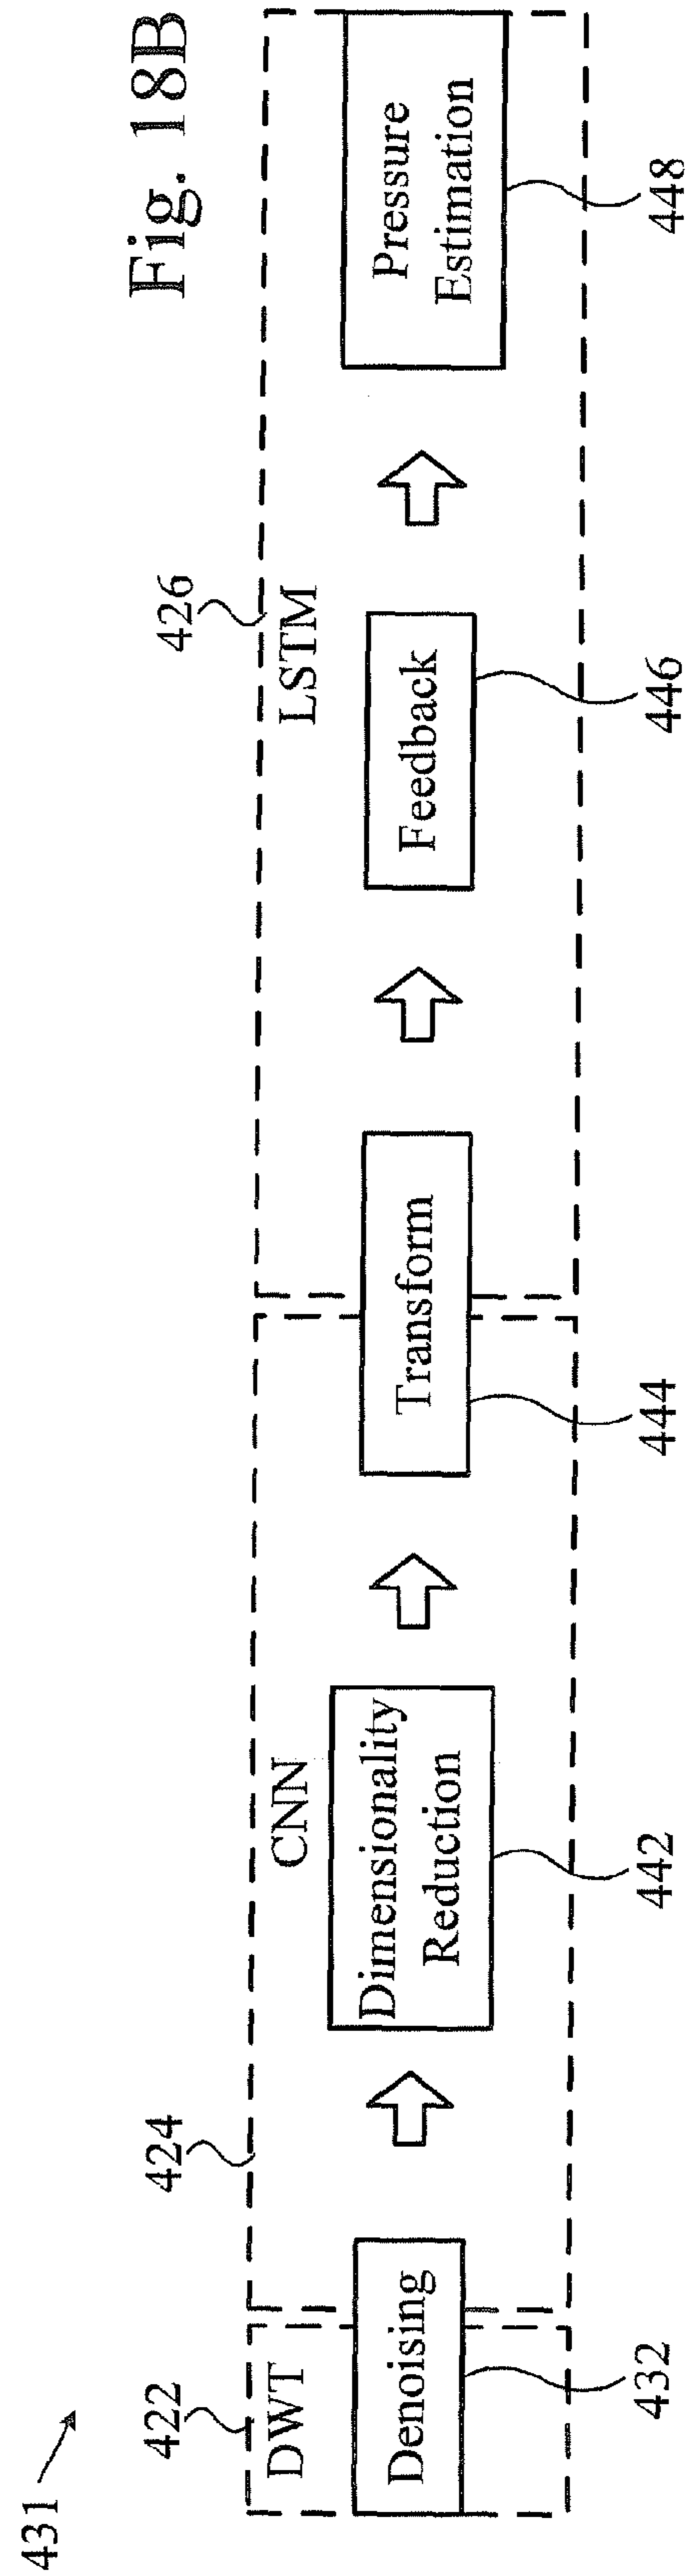 Fig. 18B
431
422
424
426
DWT
CNN
LSTM
Denoising
Dimensionality
Reduction
Transform
Feedback
Pressure
Estimation
432
442
444
446
448